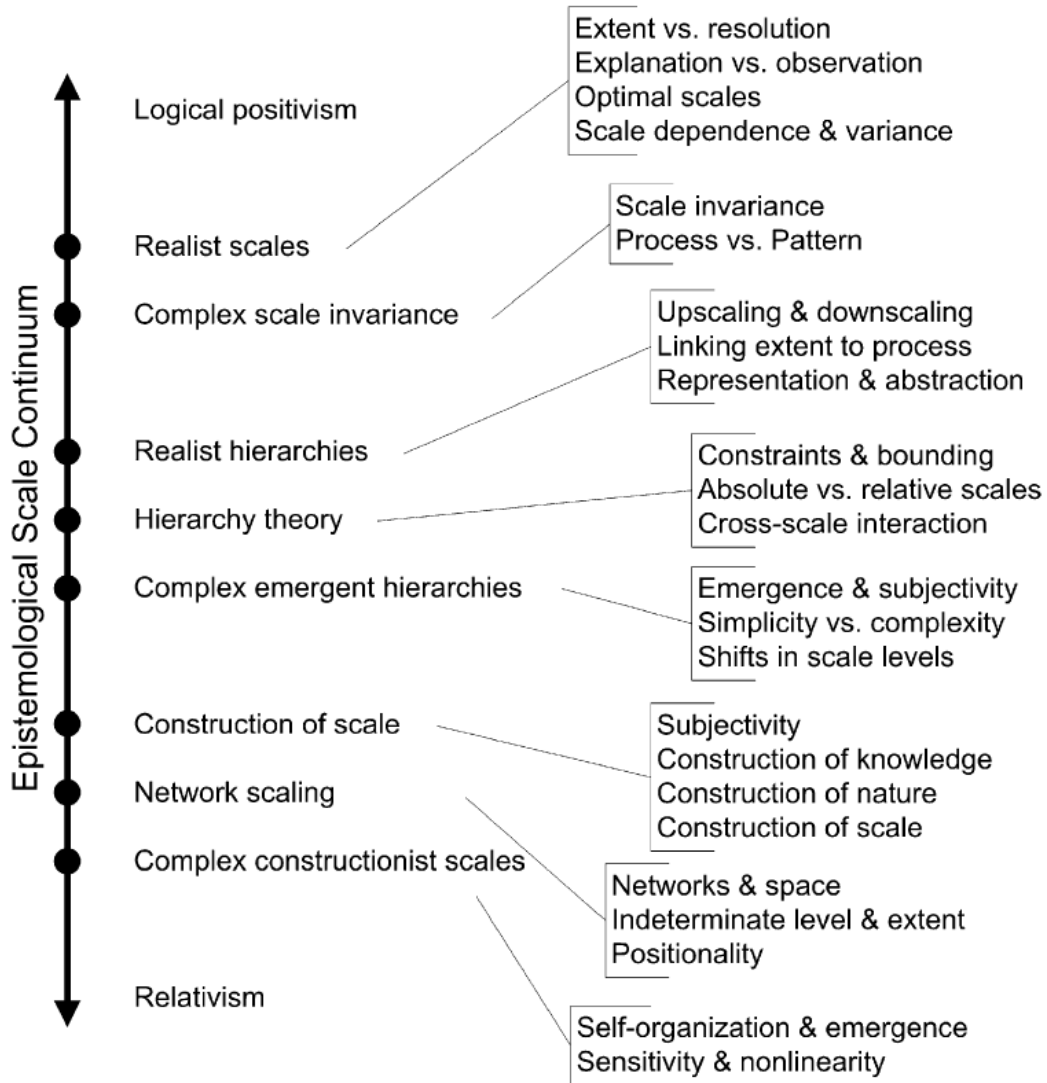 Epistemological Scale Continuum
Logical positivism
Realist scales
Complex scale invariance
Realist hierarchies
Hierarchy theory
Complex emergent hierarchies
Construction of scale
Network scaling
Complex constructionist scales
Relativism
Extent vs. resolution
Explanation vs. observation
Optimal scales
Scale dependence & variance
Scale invariance
Process vs. Pattern
Upscaling & downscaling
Linking extent to process
Representation & abstraction
Constraints & bounding
Absolute vs. relative scales
Cross-scale interaction
Emergence & subjectivity
Simplicity vs. complexity
Shifts in scale levels
Subjectivity
Construction of knowledge
Construction of nature
Construction of scale
Networks & space
Indeterminate level & extent
Positionality
Self-organization & emergence
Sensitivity & nonlinearity